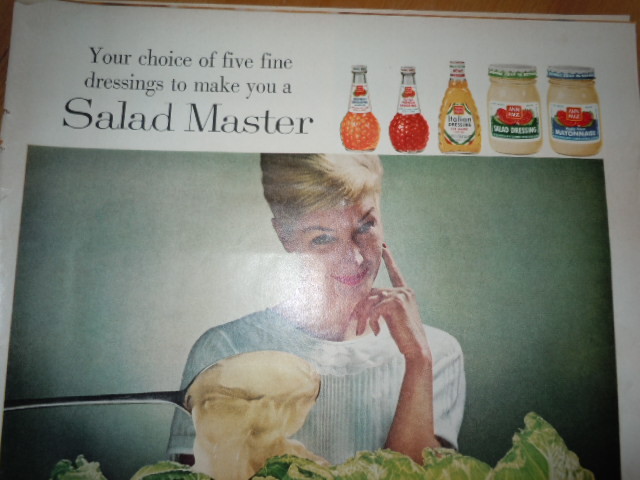 Your choice of five fine
dressings to make you a
Salad Master
Italian
DRESSING
SALAD DRESSING
MAYONNAISE